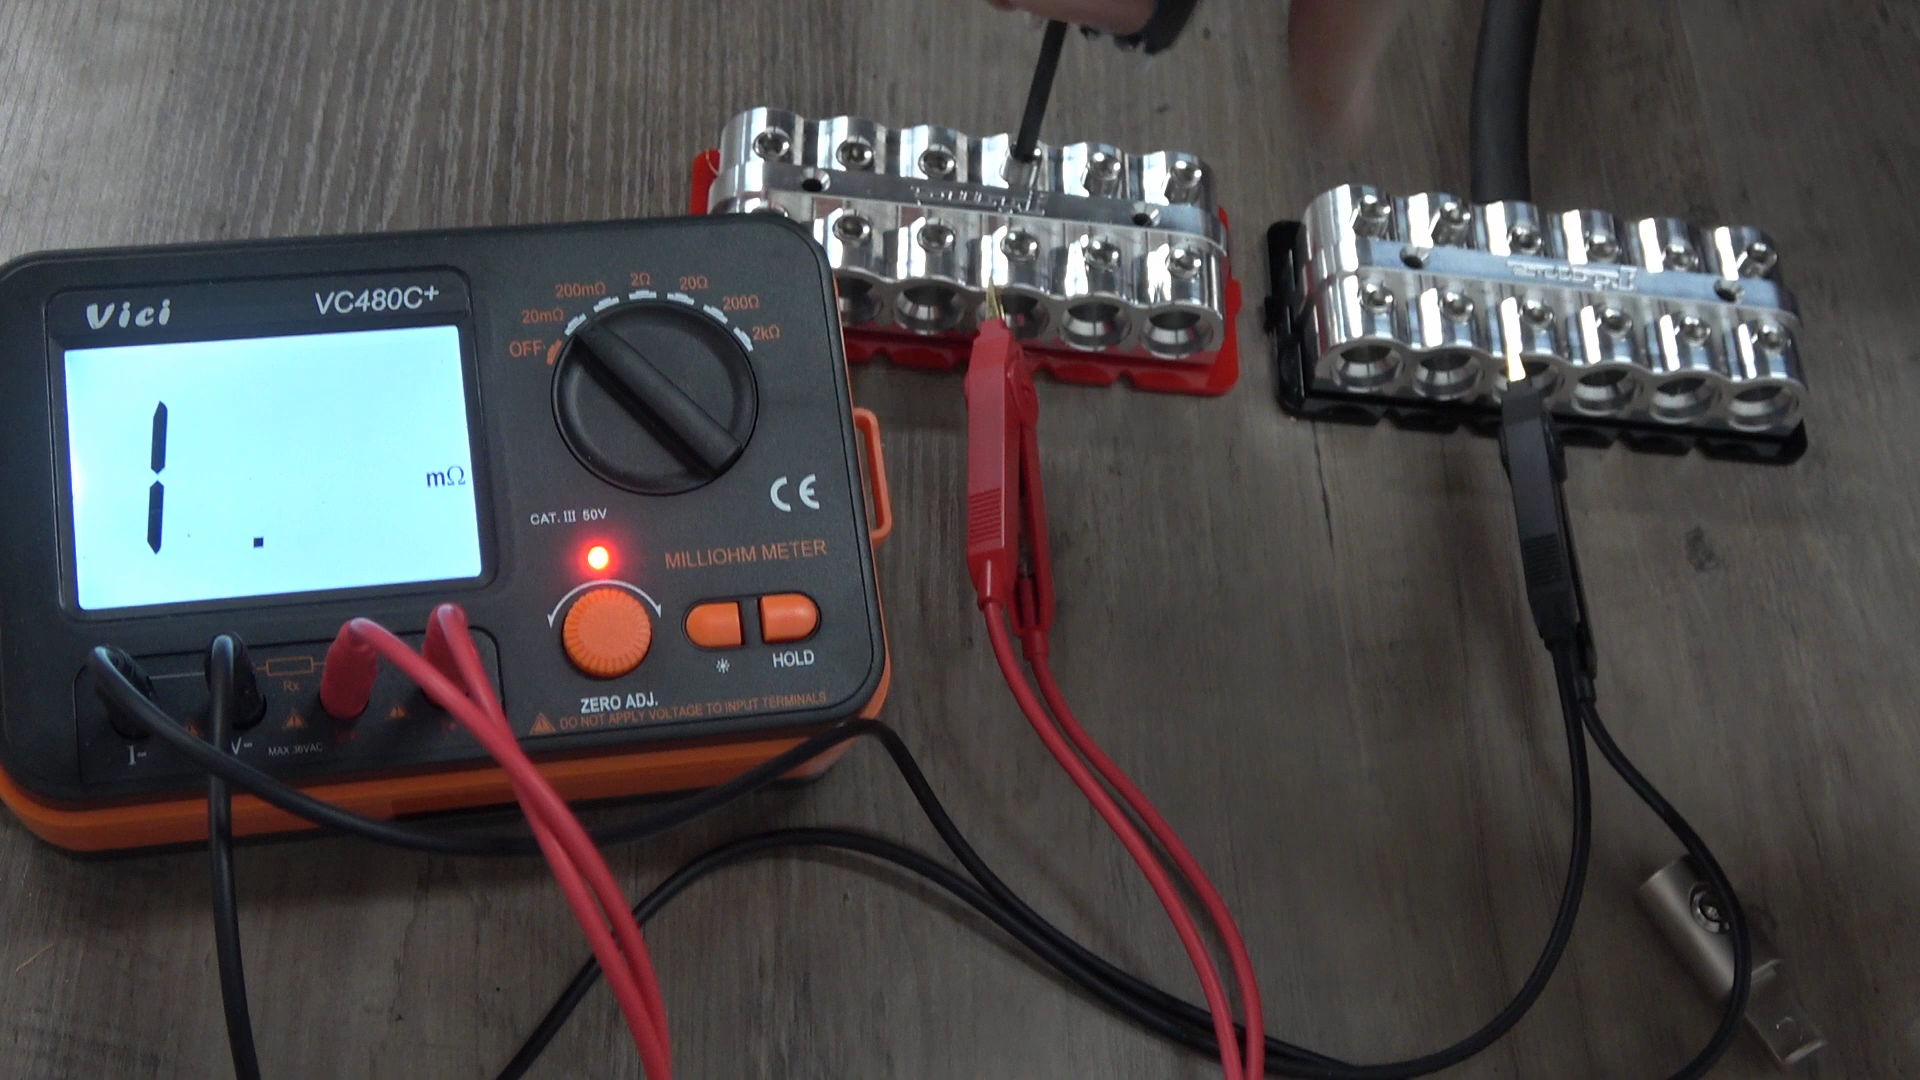 Vici
VC480C+
1.
mΩ
OFF
20mΩ
200mΩ
2Ω
20Ω
200Ω
2kΩ
CAT. III 50V
CE
MILLIOHM METER
HOLD
ZERO ADJ.
DO NOT APPLY VOLTAGE TO INPUT TERMINALS
Rx
I-
V-
MAX 36VAC